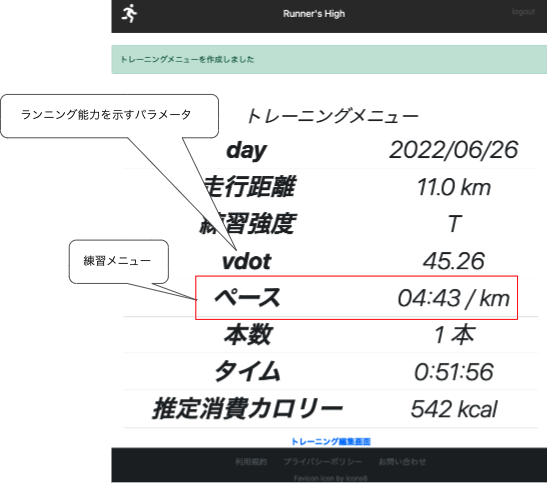 Runner's High
logout
トレーニングメニューを作成しました
ランニング能力を示すパラメータ
トレーニングメニュー
day 2022/06/26
走行距離 11.0 km
練習強度 T
vdot 45.26
練習メニュー
ペース 04:43 / km
本数 1 本
タイム 0:51:56
推定消費カロリー 542 kcal
トレーニング編集画面
利用規約 プライバシーポリシー お問い合わせ
Favicon icon by Icons8